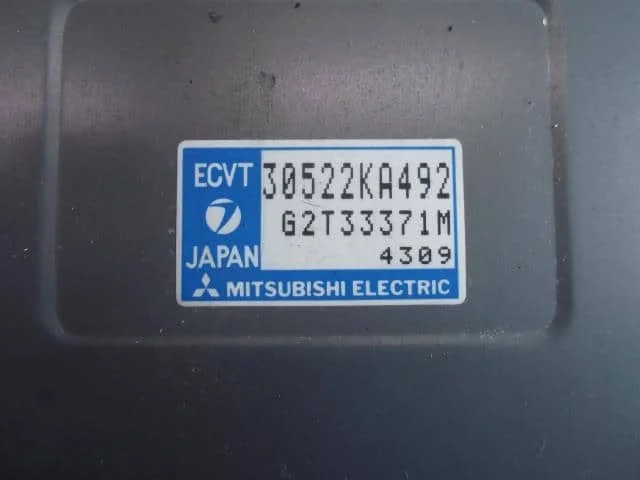 ECVT 30522KA492
G2T33371M
JAPAN 4309
MITSUBISHI ELECTRIC